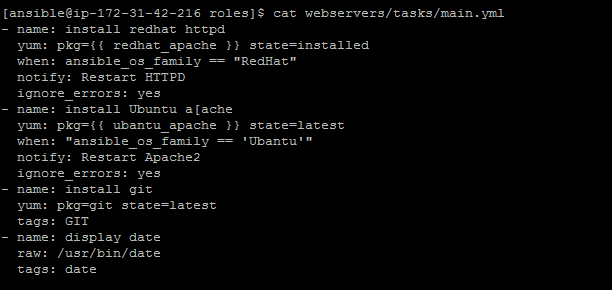 [ansible@ip-172-31-42-216 roles]$ cat webservers/tasks/main.yml
- name: install redhat httpd
  yum: pkg={{ redhat_apache }} state=installed
  when: ansible_os_family == "RedHat"
  notify: Restart HTTPD
  ignore_errors: yes
- name: install Ubuntu a[ache
  yum: pkg={{ ubantu_apache }} state=latest
  when: "ansible_os_family == 'Ubantu'"
  notify: Restart Apache2
  ignore_errors: yes
- name: install git
  yum: pkg=git state=latest
  tags: GIT
- name: display date
  raw: /usr/bin/date
  tags: date